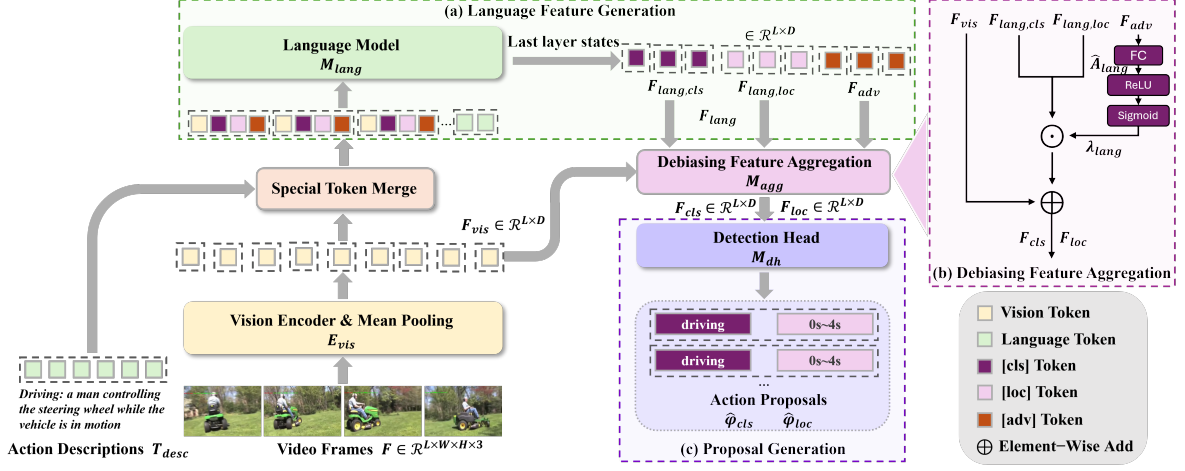 (a) Language Feature Generation
Language Model
M_lang
Last layer states
∈ R^{L×D}
F_lang,cls
F_lang,loc
F_adv
F_lang
...
Special Token Merge
Debiasing Feature Aggregation
M_agg
F_vis ∈ R^{L×D}
F_cls ∈ R^{L×D} F_loc ∈ R^{L×D}
Vision Encoder & Mean Pooling
E_vis
Driving: a man controlling
the steering wheel while the
vehicle is in motion
Action Descriptions T_desc
Video Frames F ∈ R^{L×W×H×3}
Detection Head
M_dh
driving 0s~4s
driving 0s~4s
...
Action Proposals
φ̂_cls φ̂_loc
(c) Proposal Generation
F_vis F_lang,cls F_lang,loc F_adv
FC
Â_lang
ReLU
Sigmoid
λ_lang
F_cls F_loc
(b) Debiasing Feature Aggregation
Vision Token
Language Token
[cls] Token
[loc] Token
[adv] Token
⊕ Element−Wise Add